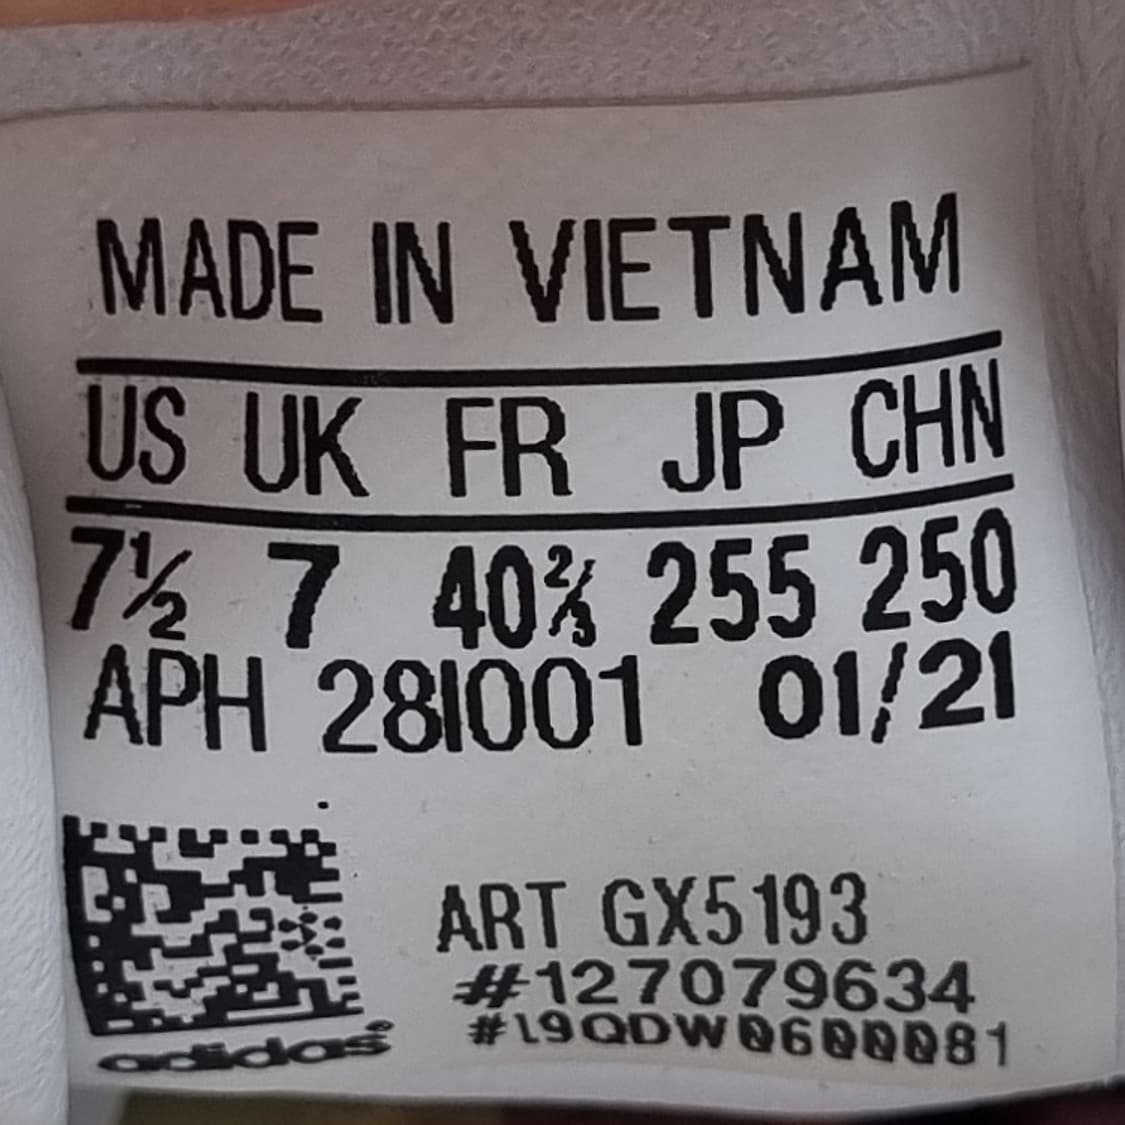 MADE IN VIETNAM
US UK FR JP CHN
7½ 7 40⅔ 255 250
APH 28I001 01/21
ART GX5193
#127079634
#L9QDW0600081
adidas®